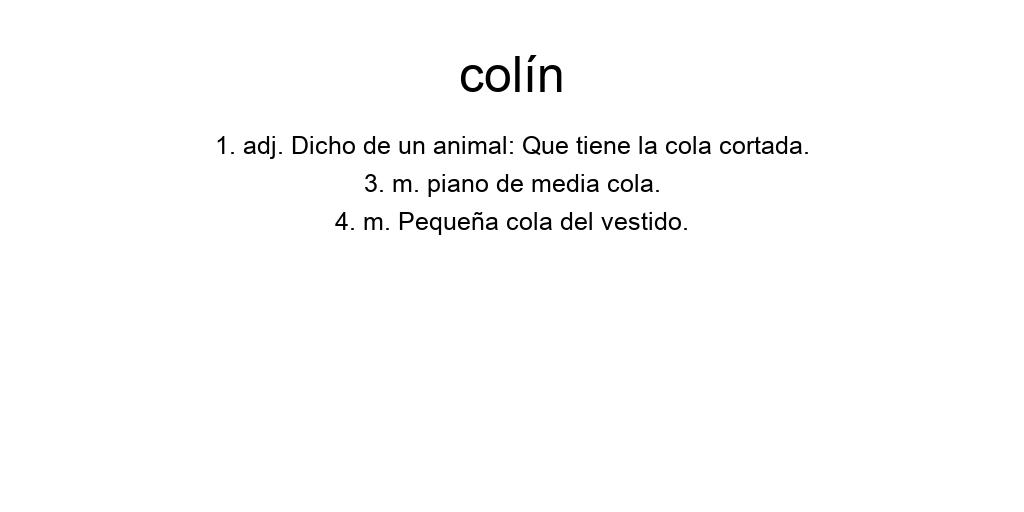 colín
1. adj. Dicho de un animal: Que tiene la cola cortada.
3. m. piano de media cola.
4. m. Pequeña cola del vestido.